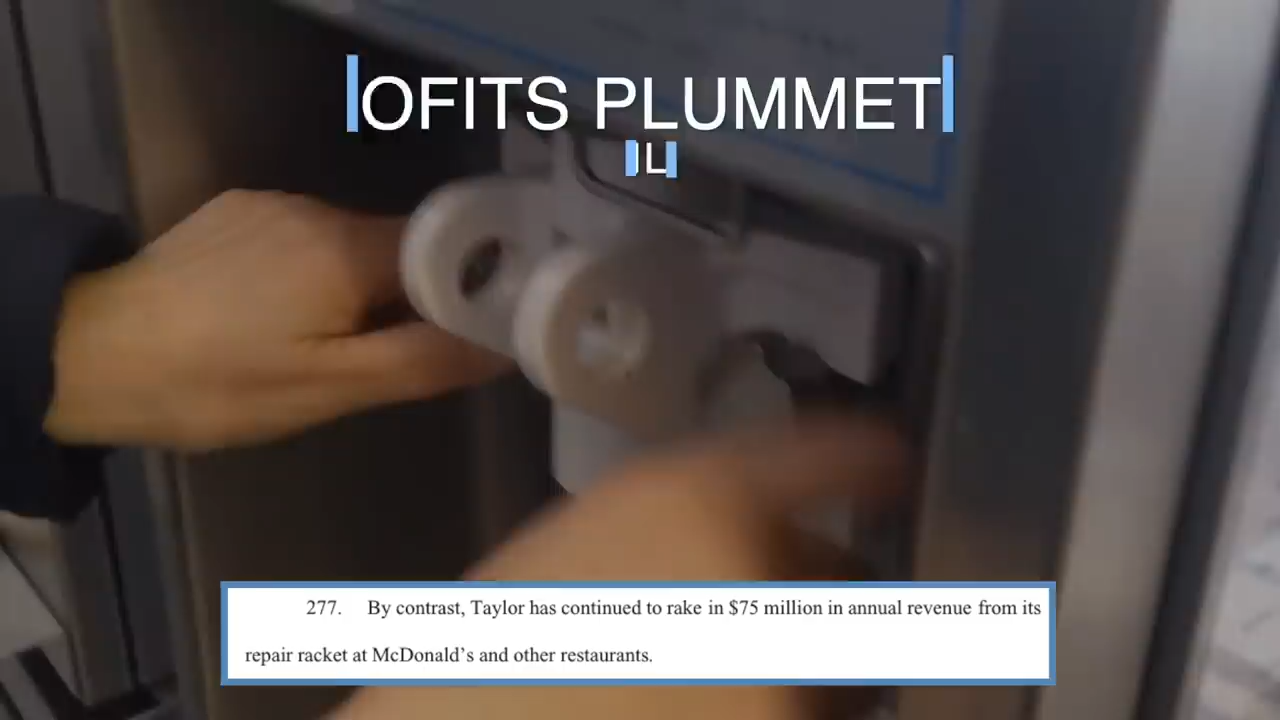 OFITS PLUMMET
IL
277. By contrast, Taylor has continued to rake in $75 million in annual revenue from its
repair racket at McDonald's and other restaurants.